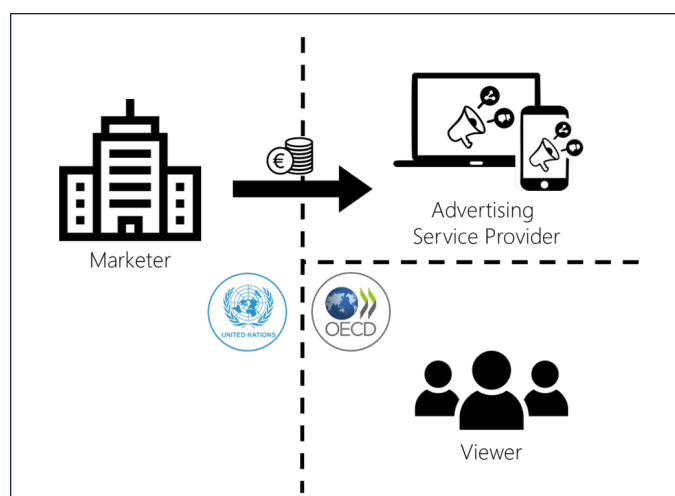 €
Marketer
Advertising
Service Provider
UNITED NATIONS
OECD
Viewer